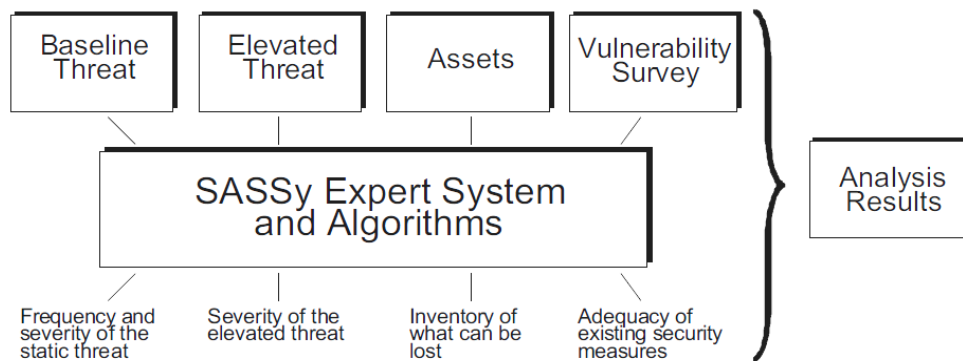 Baseline
Threat
Elevated
Threat
Assets
Vulnerability
Survey
SASSy Expert System
and Algorithms
Analysis
Results
Frequency and
severity of the
static threat
Severity of the
elevated threat
Inventory of
what can be
lost
Adequacy of
existing security
measures